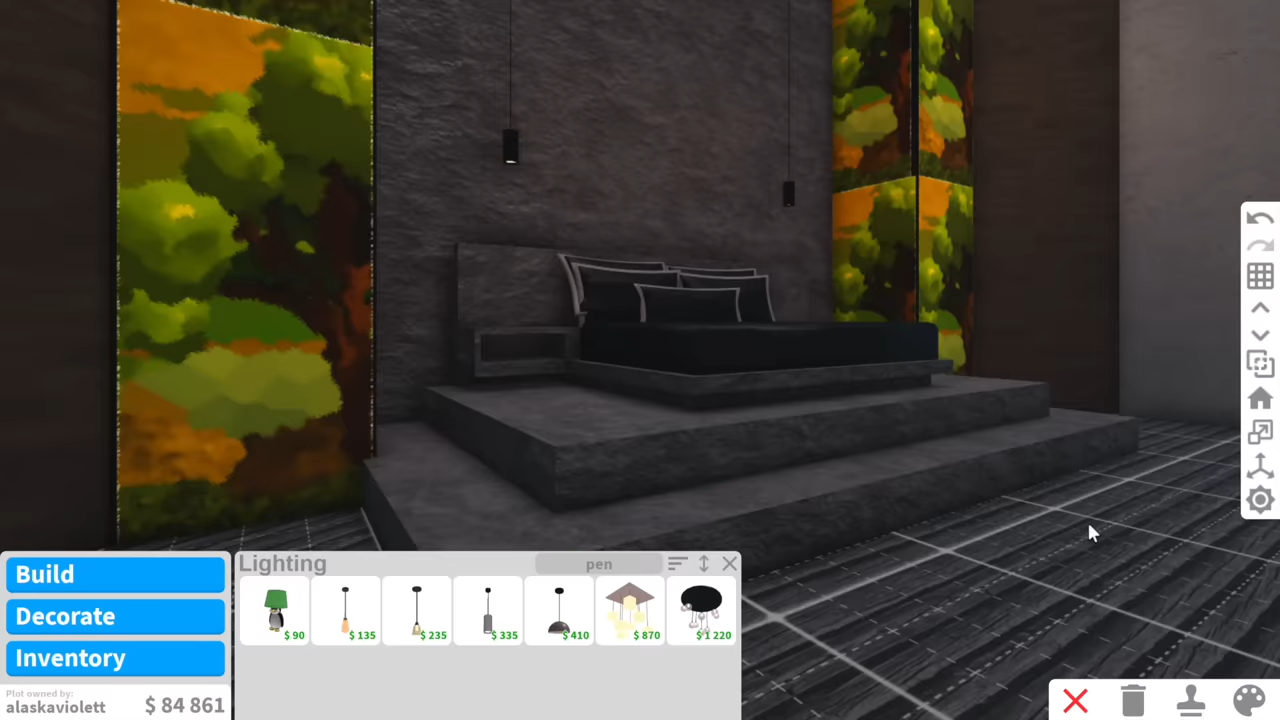 Build
Decorate
Inventory
Plot owned by:
alaskaviolett
$ 84 861
Lighting
pen
$ 90
$ 135
$ 235
$ 335
$ 410
$ 870
$ 1 220